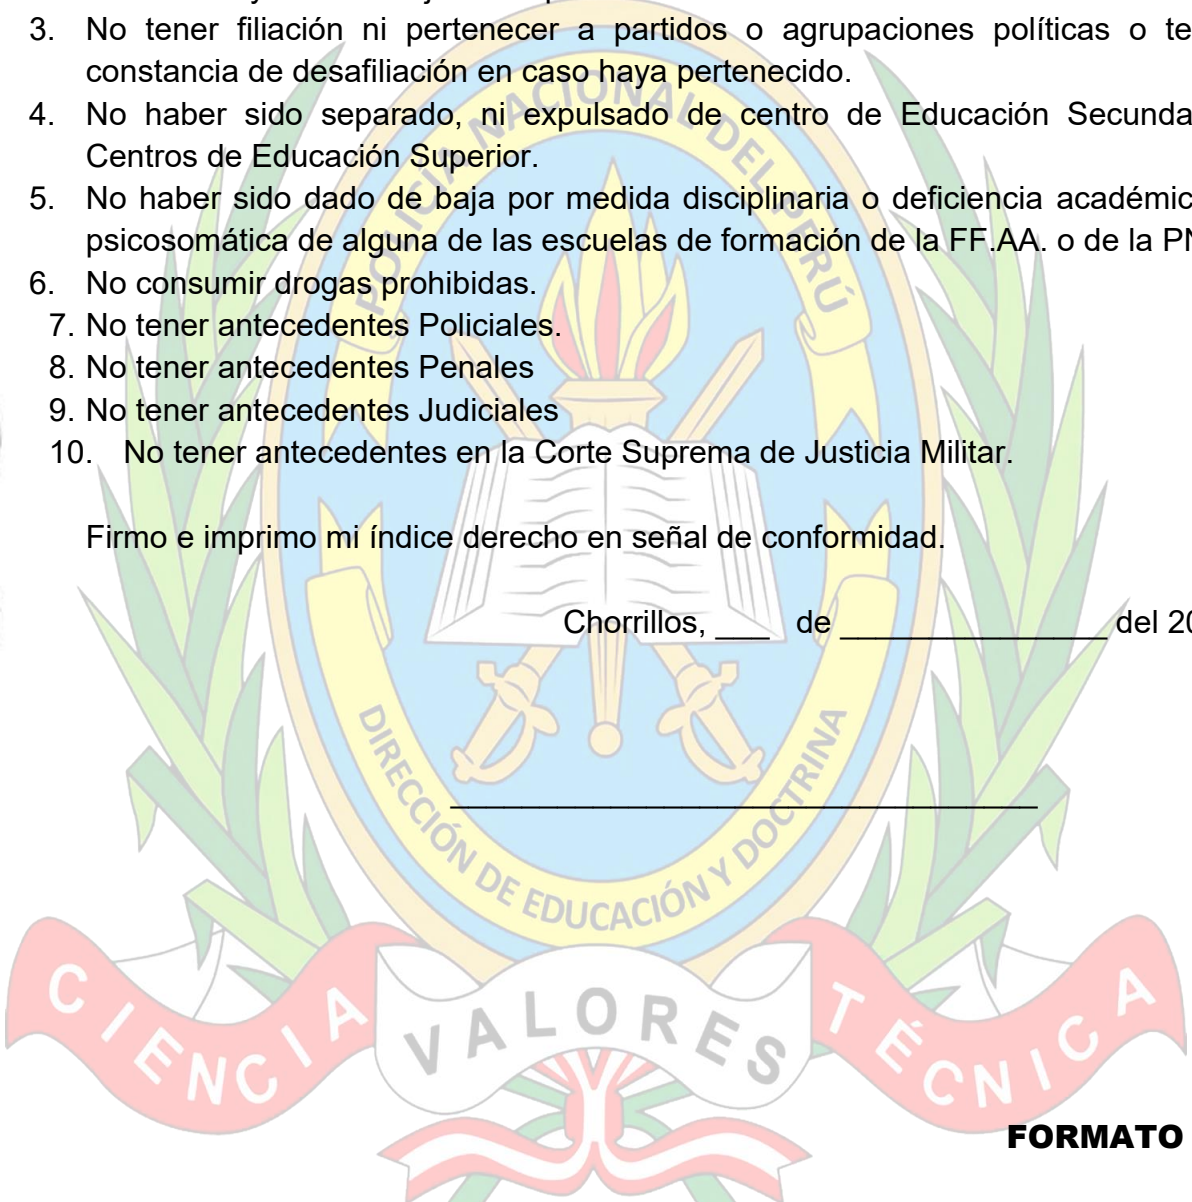 3. No tener filiación ni pertenecer a partidos o agrupaciones políticas o te
constancia de desafiliación en caso haya pertenecido.
4. No haber sido separado, ni expulsado de centro de Educación Secunda
Centros de Educación Superior.
5. No haber sido dado de baja por medida disciplinaria o deficiencia académic
psicosomática de alguna de las escuelas de formación de la FF.AA. o de la PN
6. No consumir drogas prohibidas.
7. No tener antecedentes Policiales.
8. No tener antecedentes Penales
9. No tener antecedentes Judiciales
10. No tener antecedentes en la Corte Suprema de Justicia Militar.
Firmo e imprimo mi índice derecho en señal de conformidad.
Chorrillos, ___ de _______________ del 20
POLICIA NACIONAL DEL PERÚ
DIRECCIÓN DE EDUCACIÓN Y DOCTRINA
CIENCIA VALORES TÉCNICA
FORMATO